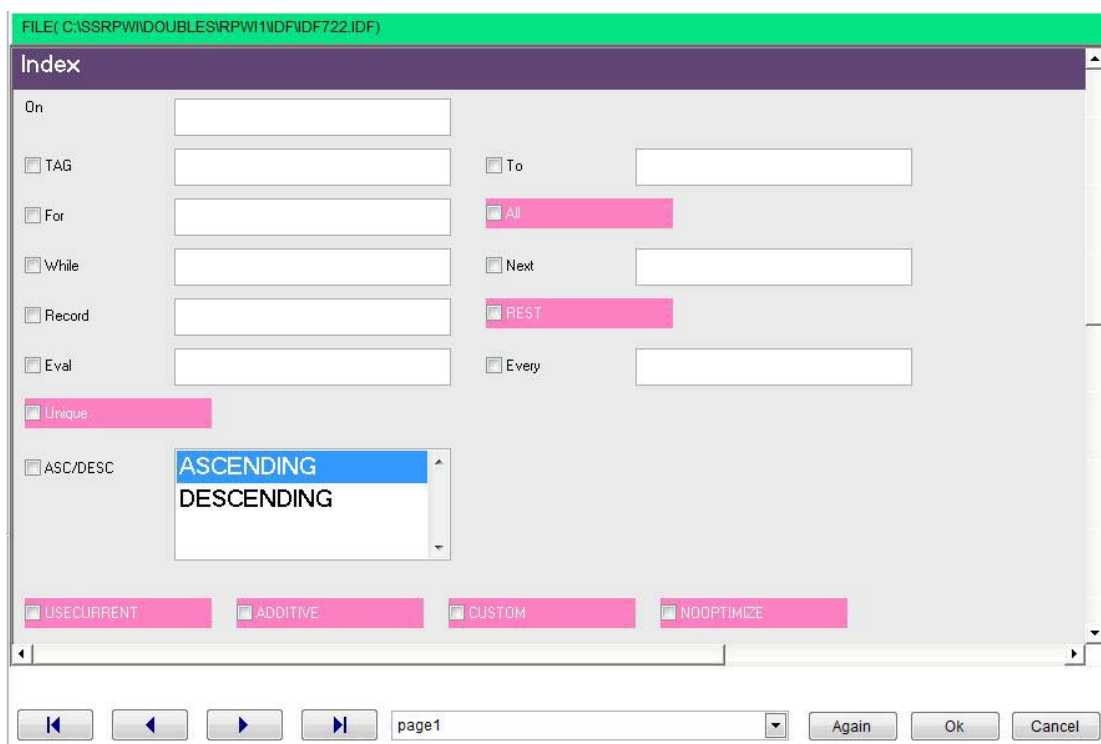 FILE( C:\SSRPWI\DOUBLES\RPWI1\IDF\IDF722.IDF)
Index
On
TAG To
For All
While Next
Record REST
Eval Every
Unique
ASC/DESC ASCENDING
DESCENDING
USECURRENT ADDITIVE CUSTOM NOOPTIMIZE
page1 Again Ok Cancel